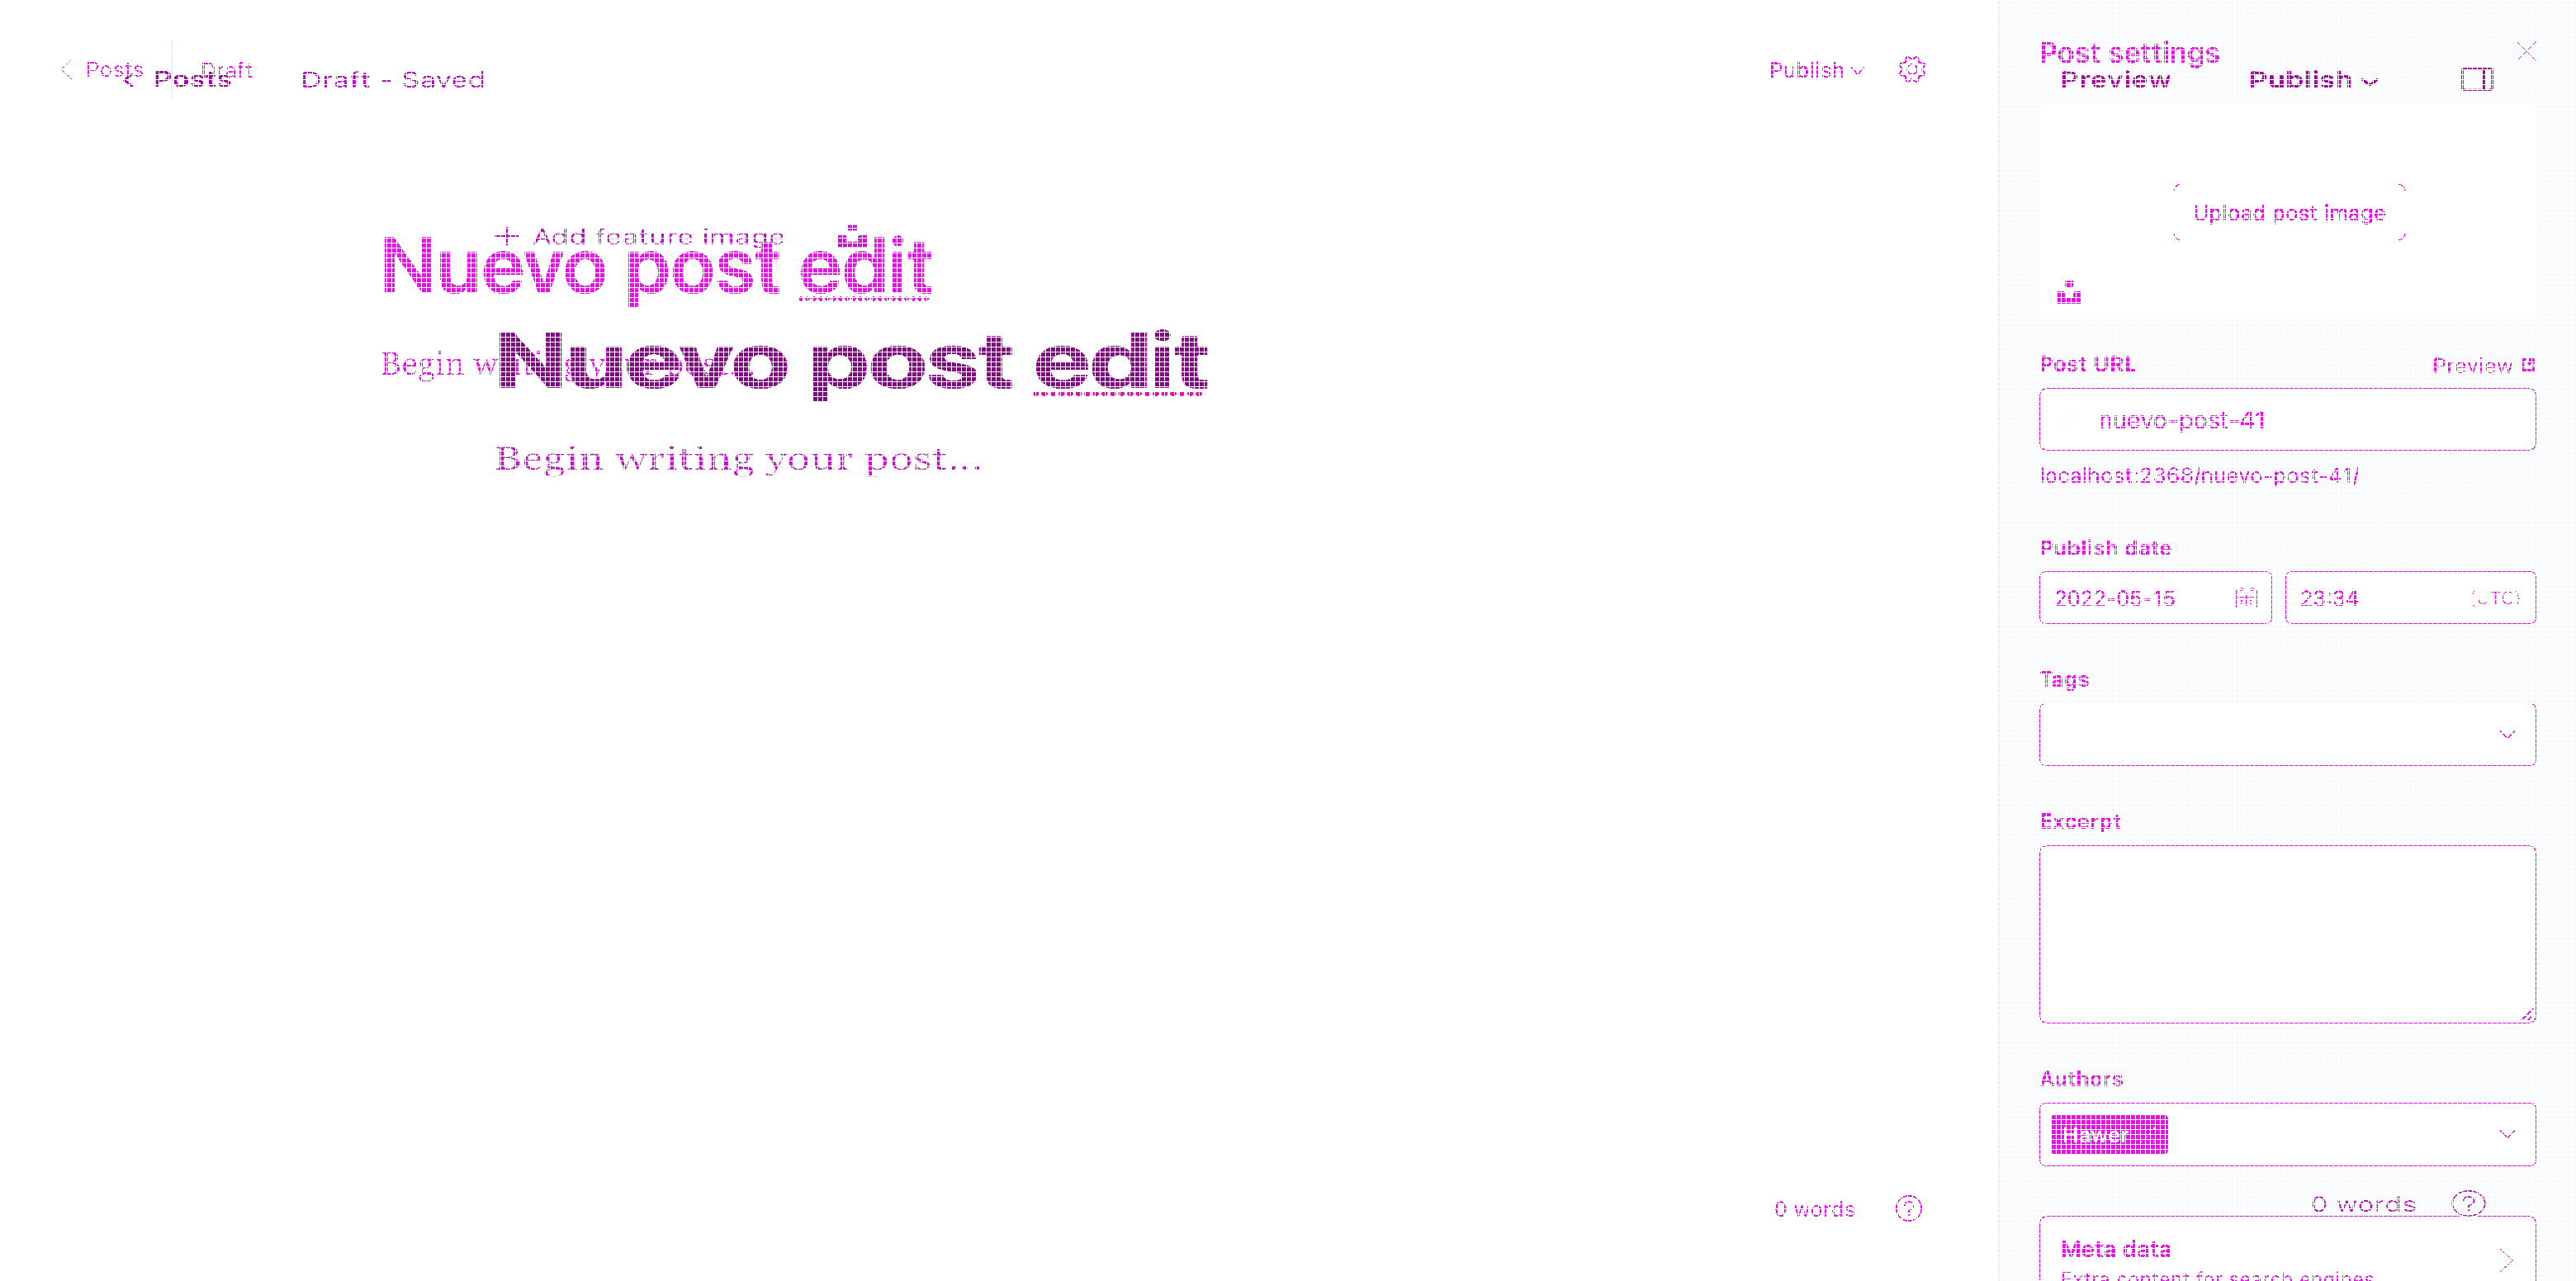 Posts
Draft
Posts
Draft - Saved
Publish
Post settings
Preview
Publish
Add feature image
Nuevo post edit
Begin writing your post...
Nuevo post edit
Begin writing your post...
Upload post image
Post URL
Preview
nuevo-post-41
localhost:2368/nuevo-post-41/
Publish date
2022-05-15
23:34
(UTC)
Tags
Excerpt
Authors
Hawer
0 words
?
0 words
?
Meta data
Extra content for search engines